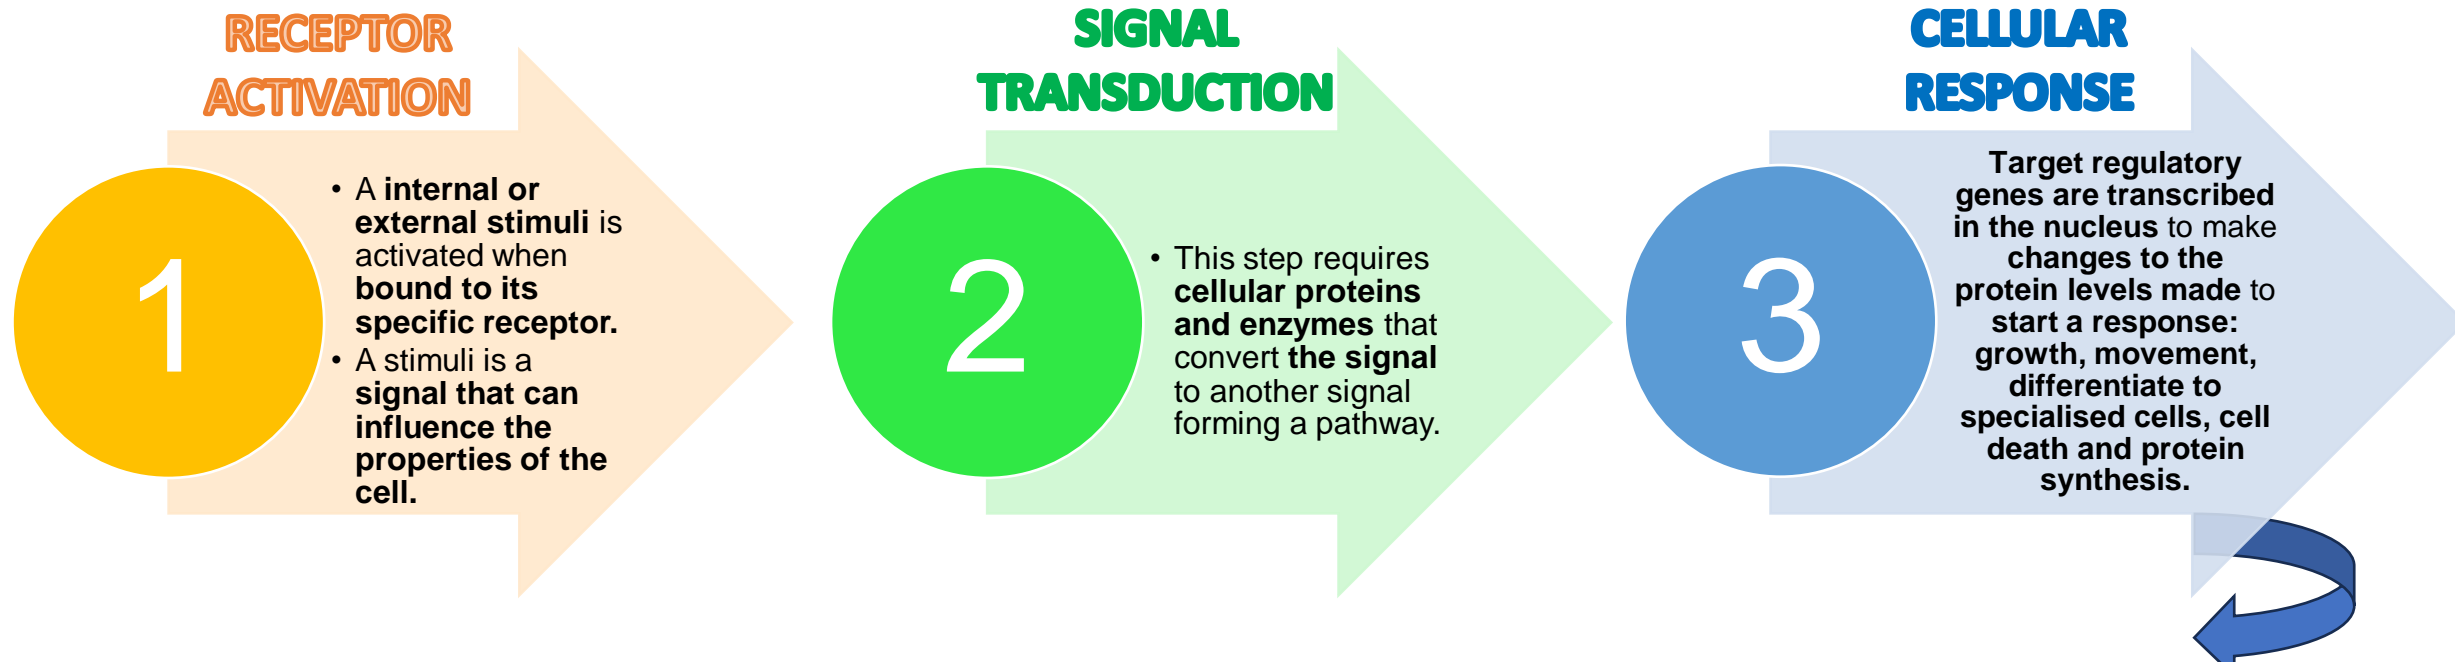 RECEPTOR
ACTIVATION
1
• A internal or
external stimuli is
activated when
bound to its
specific receptor.
• A stimuli is a
signal that can
influence the
properties of the
cell.
SIGNAL
TRANSDUCTION
2
• This step requires
cellular proteins
and enzymes that
convert the signal
to another signal
forming a pathway.
CELLULAR
RESPONSE
3
Target regulatory
genes are transcribed
in the nucleus to make
changes to the
protein levels made to
start a response:
growth, movement,
differentiate to
specialised cells, cell
death and protein
synthesis.